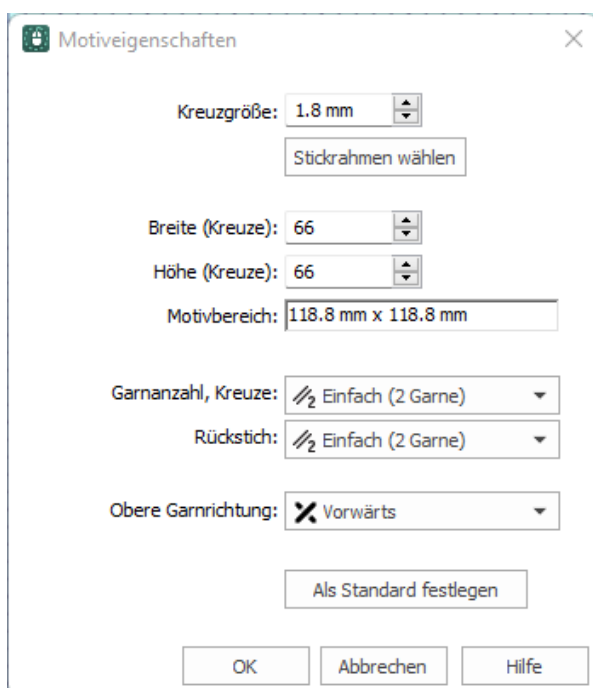 Motiveigenschaften
Kreuzgröße: 1.8 mm
Stickrahmen wählen
Breite (Kreuze): 66
Höhe (Kreuze): 66
Motivbereich: 118.8 mm x 118.8 mm
Garnanzahl, Kreuze: 2 Einfach (2 Garne)
Rückstich: 2 Einfach (2 Garne)
Obere Garnrichtung: Vorwärts
Als Standard festlegen
OK Abbrechen Hilfe